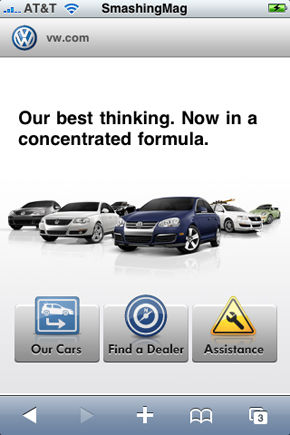 AT&T SmashingMag
vw.com
Our best thinking. Now in a
concentrated formula.
Our Cars Find a Dealer Assistance
3